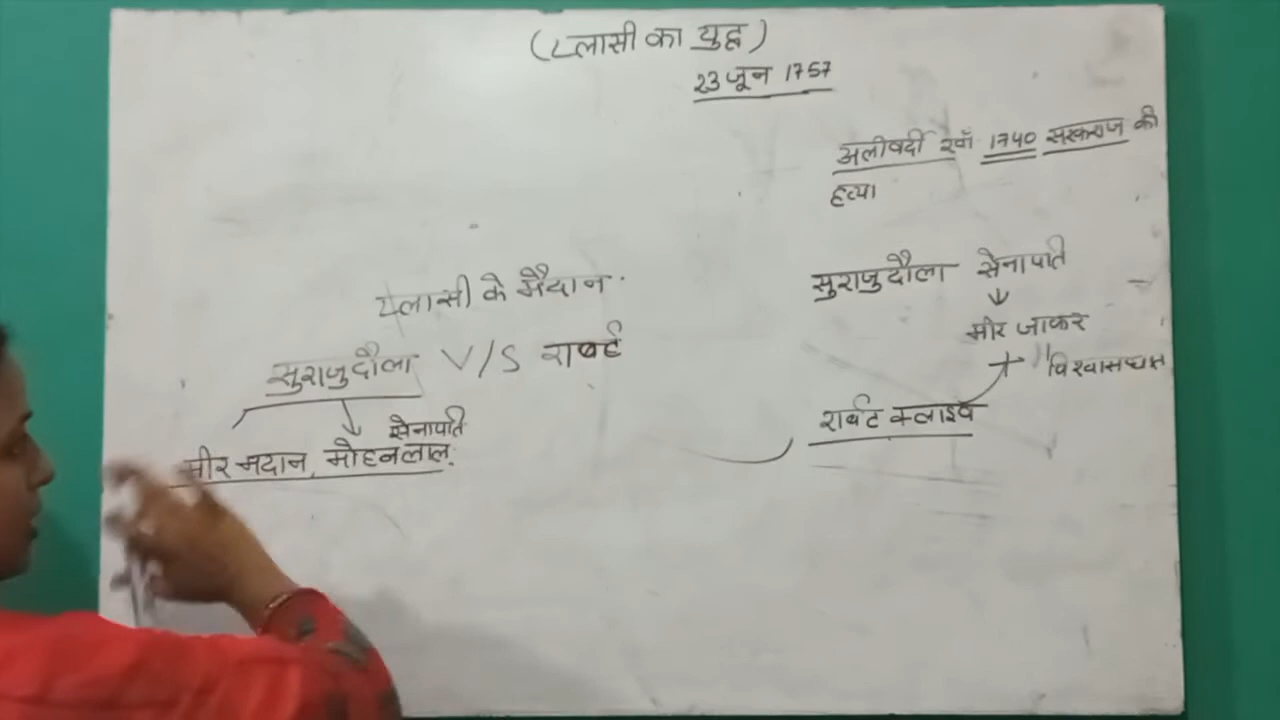 (प्लासी का युद्ध)
23 जून 1757
अलीवर्दी खाँ 1740 सरफराज की
हत्या
प्लासी के मैदान
सुराजुदौला सेनापति
मीर जाफर
सुराजुदौला V/S राबर्ट
विश्वासघात
राबर्ट क्लाइव
सेनापति
मीर मदान, मोहनलाल